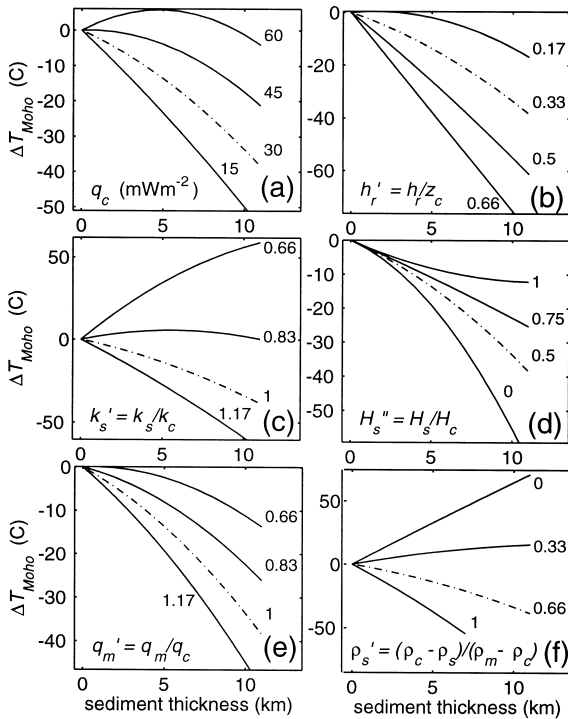 0
-10
-20
-30
-40
-50
ΔT_Moho (C)
60
45
30
15
q_c (mWm-2)
(a)
0 5 10
0
-20
-40
-60
0.17
0.33
0.5
0.66
h_r' = h_r/z_c
(b)
0 5 10
50
0
-50
ΔT_Moho (C)
0.66
0.83
1
1.17
k_s' = k_s/k_c
(c)
0 5 10
0
-10
-20
-30
-40
-50
1
0.75
0.5
0
H_s" = H_s/H_c
(d)
0 5 10
0
-10
-20
-30
-40
ΔT_Moho (C)
0.66
0.83
1
1.17
q_m' = q_m/q_c
(e)
0 5 10
sediment thickness (km)
50
0
-50
0
0.33
0.66
1
ρ_s' = (ρ_c - ρ_s)/(ρ_m - ρ_c)
(f)
0 5 10
sediment thickness (km)